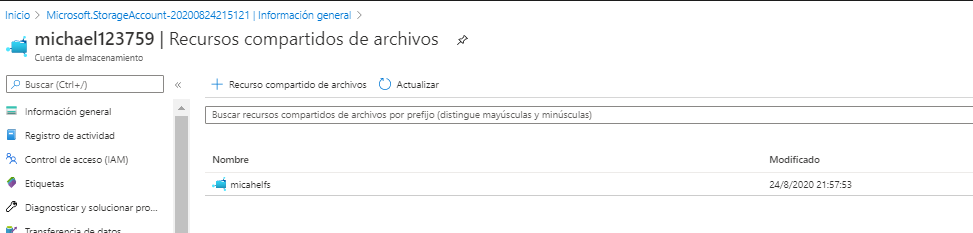 Inicio > Microsoft.StorageAccount-20200824215121 | Información general >
michael123759 | Recursos compartidos de archivos
Cuenta de almacenamiento
Buscar (Ctrl+/) «
+ Recurso compartido de archivos Actualizar
Información general
Buscar recursos compartidos de archivos por prefijo (distingue mayúsculas y minúsculas)
Registro de actividad
Control de acceso (IAM)
Nombre Modificado
Etiquetas
micahelfs 24/8/2020 21:57:53
Diagnosticar y solucionar pro...
Transferencia de datos